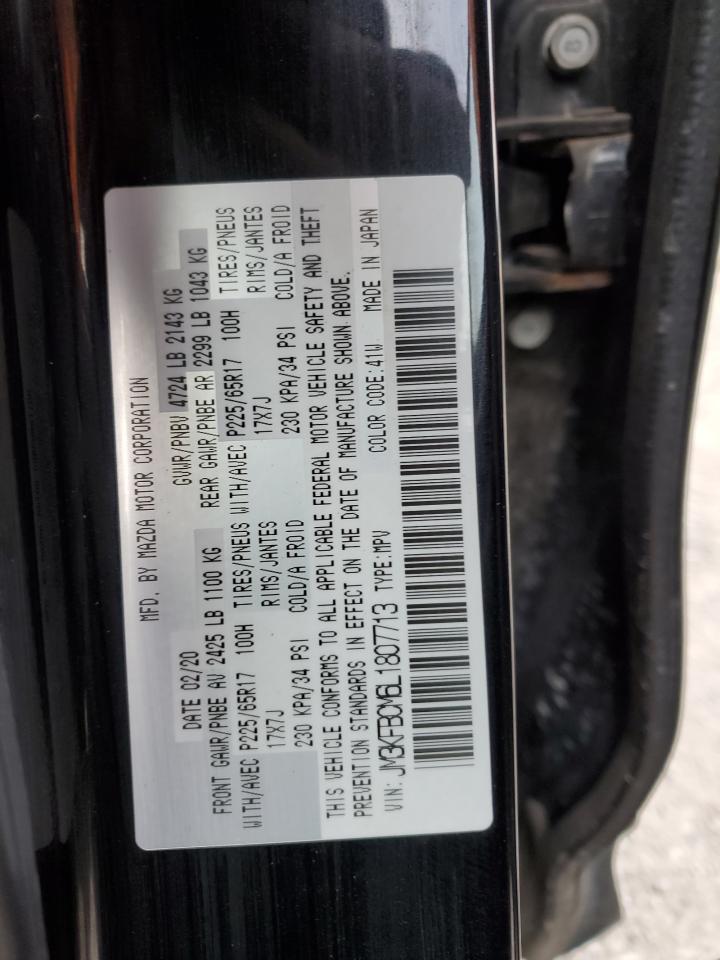 MFD. BY MAZDA MOTOR CORPORATION
DATE 02/20 GVWR/PNBV 4724 LB 2143 KG
FRONT GAWR/PNBE AV 2425 LB 1100 KG REAR GAWR/PNBE AR 2299 LB 1043 KG
WITH/AVEC P225/65R17 100H TIRES/PNEUS WITH/AVEC P225/65R17 100H TIRES/PNEUS
17X7J RIMS/JANTES 17X7J RIMS/JANTES
230 KPA/34 PSI COLD/A FROID 230 KPA/34 PSI COLD/A FROID
THIS VEHICLE CONFORMS TO ALL APPLICABLE FEDERAL MOTOR VEHICLE SAFETY AND THEFT
PREVENTION STANDARDS IN EFFECT ON THE DATE OF MANUFACTURE SHOWN ABOVE.
VIN: JM3KFBCM6L1807713 TYPE:MPV COLOR CODE:41W MADE IN JAPAN